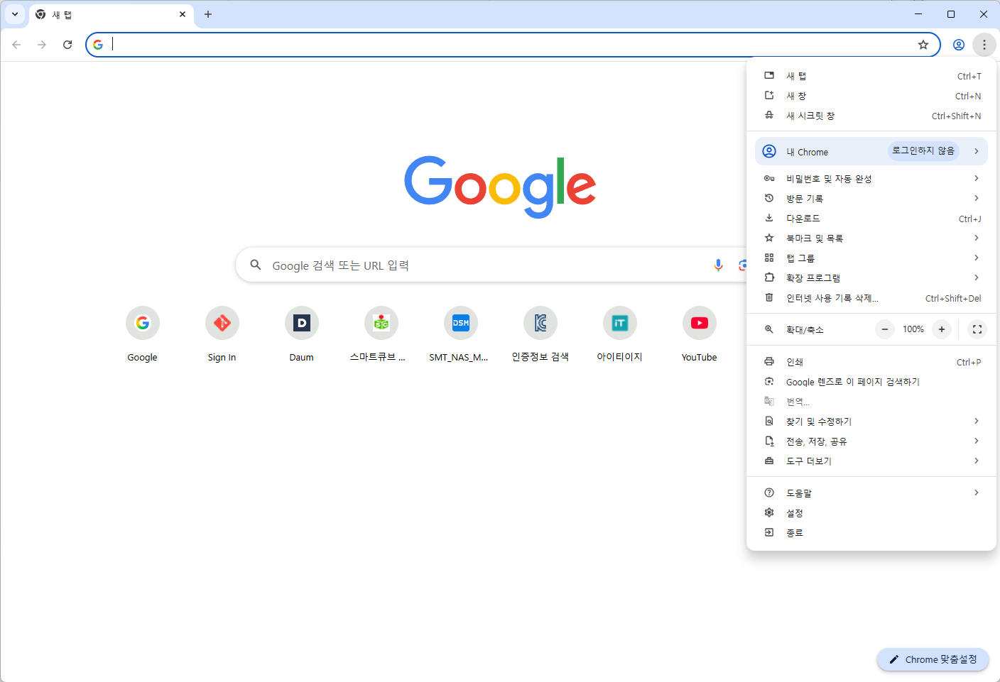 새 탭
새 탭 Ctrl+T
새 창 Ctrl+N
새 시크릿 창 Ctrl+Shift+N
내 Chrome 로그인하지 않음
비밀번호 및 자동 완성
방문 기록
다운로드 Ctrl+J
북마크 및 목록
탭 그룹
확장 프로그램
인터넷 사용 기록 삭제... Ctrl+Shift+Del
확대/축소 − 100% +
인쇄 Ctrl+P
Google 렌즈로 이 페이지 검색하기
번역...
찾기 및 수정하기
전송, 저장, 공유
도구 더보기
도움말
설정
종료
Google
Google 검색 또는 URL 입력
D
DSM
KC
iT
Google
Sign In
Daum
스마트큐브 ...
SMT_NAS_M...
인증정보 검색
아이티이지
YouTube
Chrome 맞춤설정